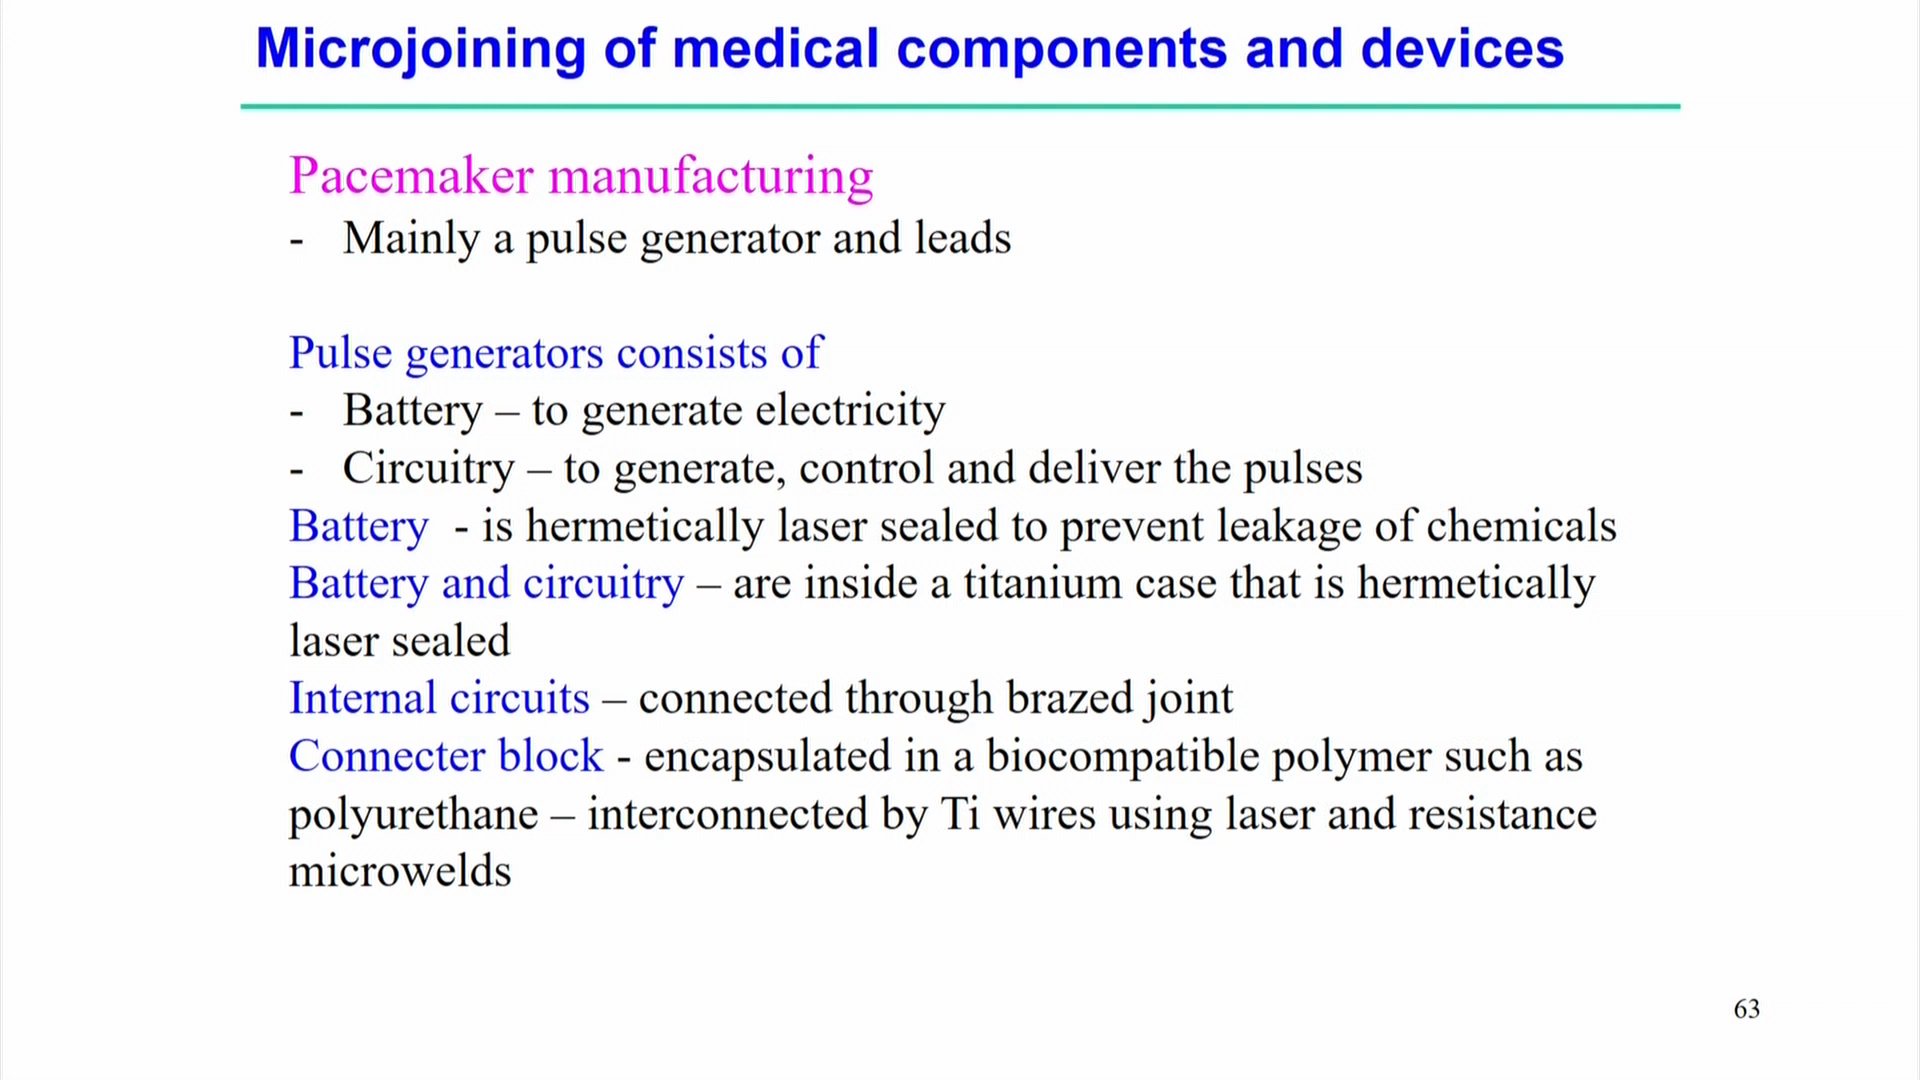 Microjoining of medical components and devices
Pacemaker manufacturing
- Mainly a pulse generator and leads
Pulse generators consists of
- Battery – to generate electricity
- Circuitry – to generate, control and deliver the pulses
Battery - is hermetically laser sealed to prevent leakage of chemicals
Battery and circuitry – are inside a titanium case that is hermetically
laser sealed
Internal circuits – connected through brazed joint
Connecter block - encapsulated in a biocompatible polymer such as
polyurethane – interconnected by Ti wires using laser and resistance
microwelds
63